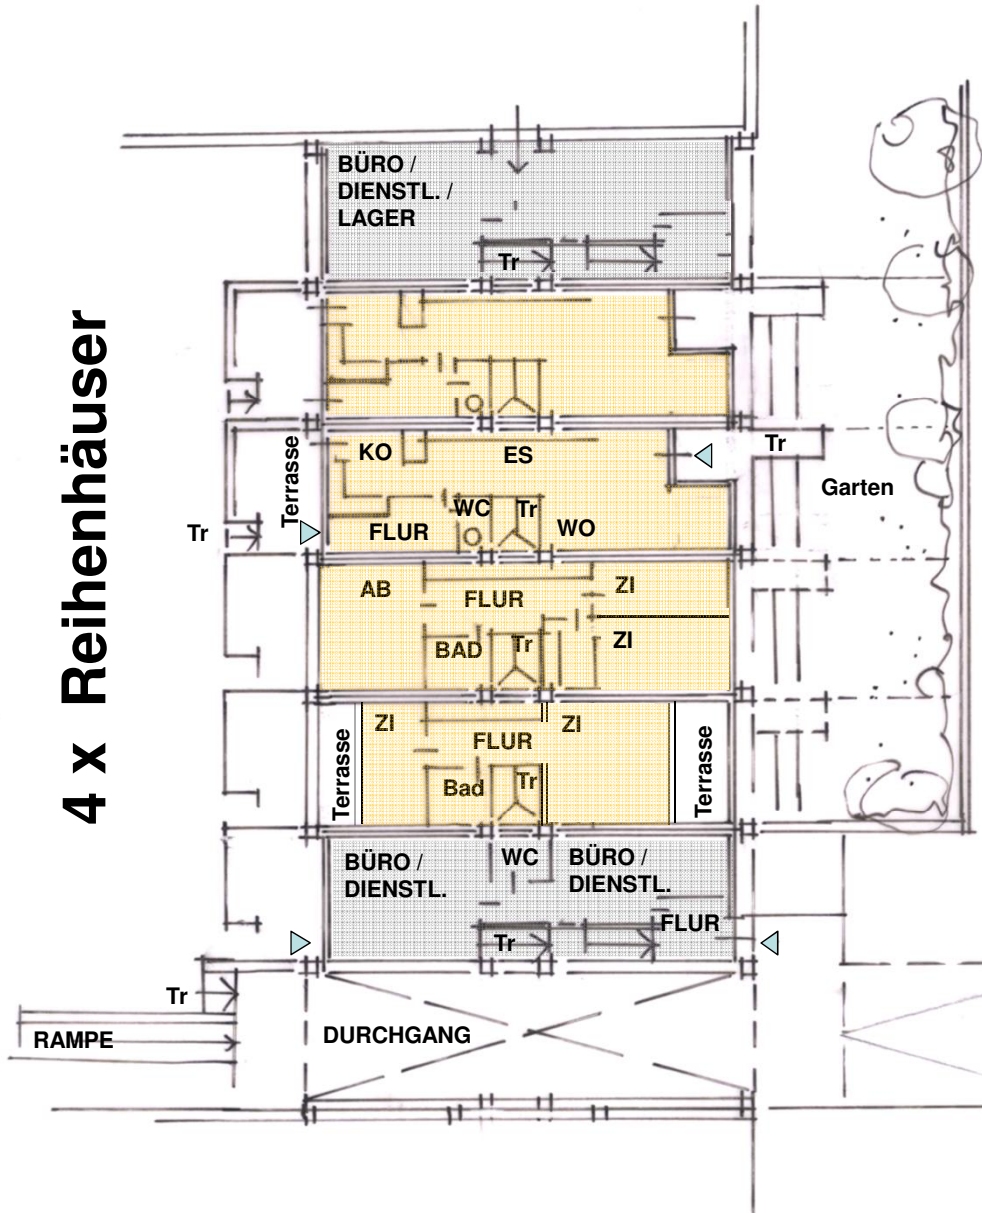 4 x Reihenhäuser
BÜRO /
DIENSTL. /
LAGER
Tr
KO
ES
Tr
Terrasse
Garten
Tr
FLUR
WC
Tr
WO
AB
FLUR
ZI
BAD
Tr
ZI
ZI
FLUR
ZI
Terrasse
Bad
Tr
Terrasse
BÜRO /
DIENSTL.
WC
BÜRO /
DIENSTL.
FLUR
Tr
Tr
RAMPE
DURCHGANG